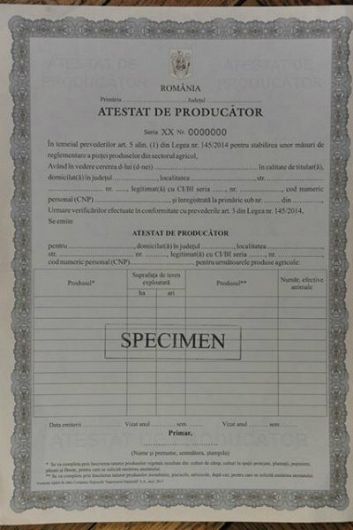 ATESTAT DE PRODUCĂTOR
ATESTAT DE PRODUCĂTOR
ROMÂNIA
Primăria ........................ Județul ........................
ATESTAT DE PRODUCĂTOR
Seria XX Nr. 0000000
În temeiul prevederilor art. 5 alin. (1) din Legea nr. 145/2014 pentru stabilirea unor măsuri de
reglementare a pieței produselor din sectorul agricol,
Având în vedere cererea d-lui (d-nei) ........................ în calitate de titular(ă),
domiciliat(ă) în județul ............, localitatea ........................, str. ............
............ nr. ......, legitimat(ă) cu CI/BI seria ......, nr. ............, cod numeric
personal (CNP) ........................, și înregistrată la primărie sub nr. ...... din ......,
Urmare verificărilor efectuate în conformitate cu prevederile art. 3 din Legea nr. 145/2014,
Se emite
ATESTAT DE PRODUCĂTOR
pentru ........................, domiciliat(ă) în județul ............, localitatea ............,
str. ............ nr. ......, legitimat(ă) cu CI/BI seria ......, nr. ............,
cod numeric personal (CNP)........................, pentru următoarele produse agricole.
Produsul* Suprafața de teren exploatată Produsul** Număr, efective animale
ha ari
SPECIMEN
Data emiterii Vizat anul ...... sem ...... Vizat anul ...... sem
Primar,
(Nume și prenume, semnătura, ștampila)